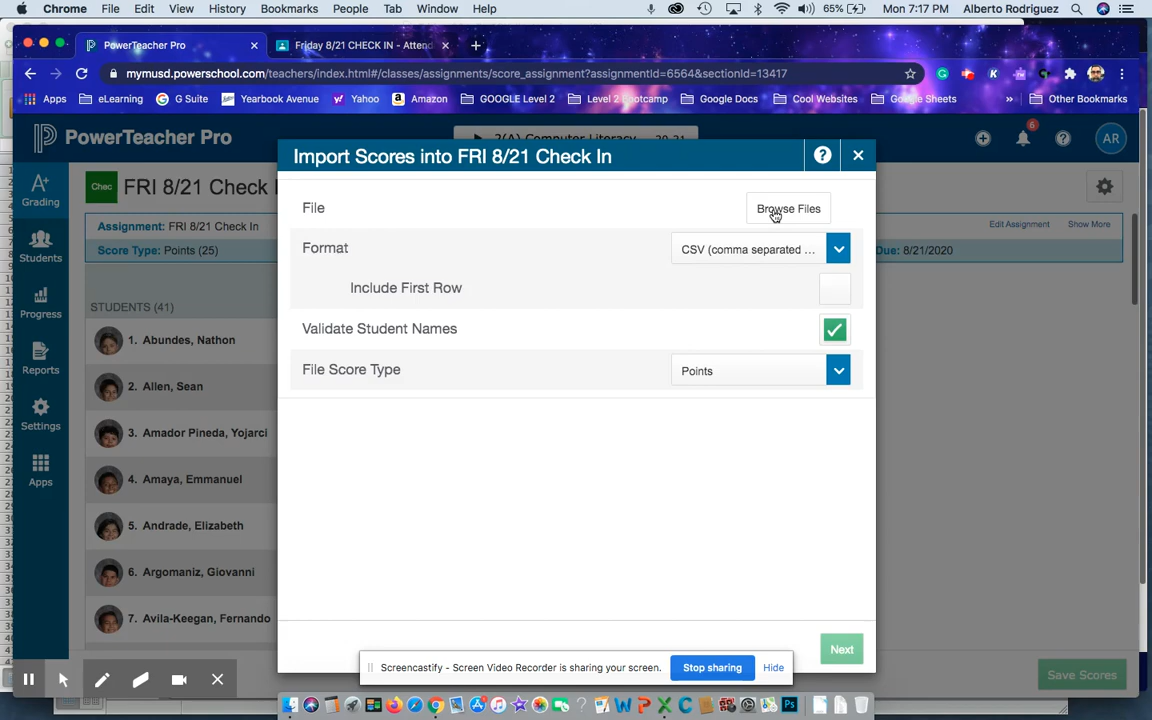 Chrome File Edit View History Bookmarks People Tab Window Help 65% Mon 7:17 PM Alberto Rodriguez
PowerTeacher Pro Friday 8/21 CHECK IN - Attend
mymusd.powerschool.com/teachers/index.html#/classes/assignments/score_assignment?assignmentId=6564&sectionId=13417
Apps eLearning G Suite Yearbook Avenue Yahoo Amazon GOOGLE Level 2 Level 2 Bootcamp Google Docs Cool Websites Google Sheets » Other Bookmarks
PowerTeacher Pro 2(A) Computer Literacy 20-21 6 AR
Import Scores into FRI 8/21 Check In
Grading
Chec FRI 8/21 Check I
File Browse Files
Assignment: FRI 8/21 Check In Edit Assignment Show More
Score Type: Points (25) Due: 8/21/2020
Students
Format CSV (comma separated ...
Include First Row
STUDENTS (41)
Progress
Validate Student Names
1. Abundes, Nathon
File Score Type Points
Reports
2. Allen, Sean
Settings
3. Amador Pineda, Yojarci
Apps
4. Amaya, Emmanuel
5. Andrade, Elizabeth
6. Argomaniz, Giovanni
7. Avila-Keegan, Fernando
Next
Screencastify - Screen Video Recorder is sharing your screen. Stop sharing Hide
Save Scores